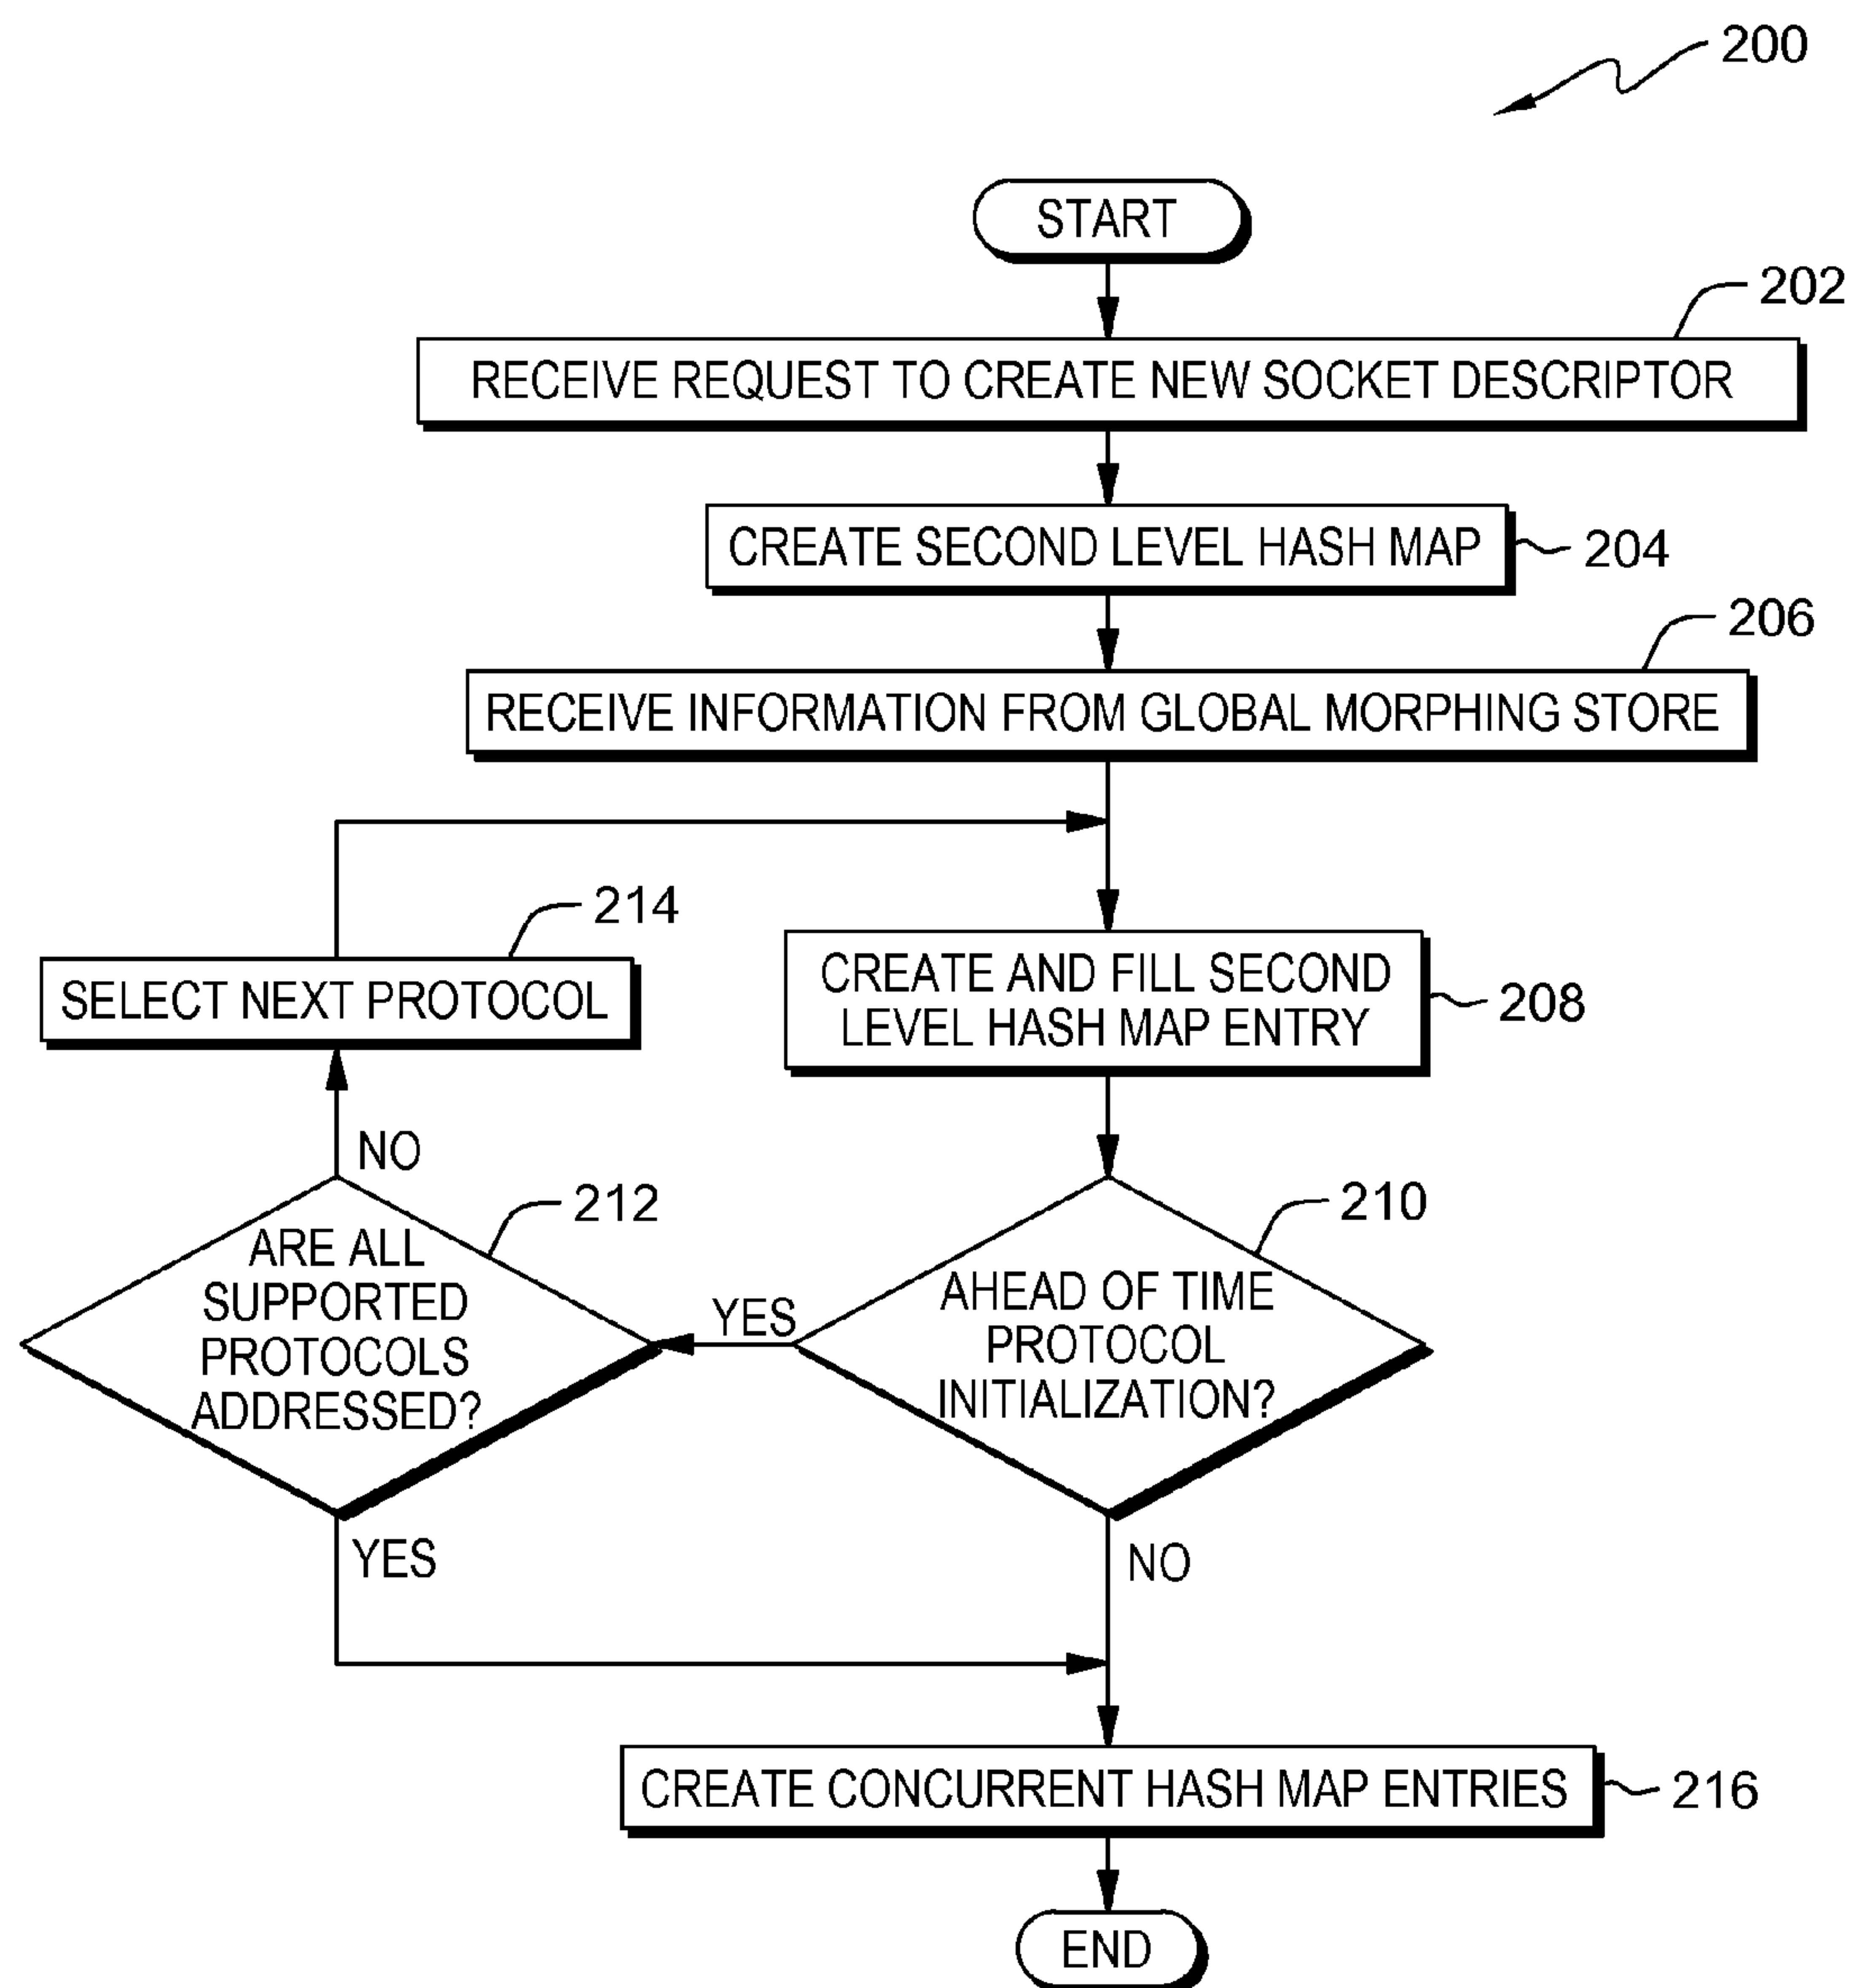 200
START
202
RECEIVE REQUEST TO CREATE NEW SOCKET DESCRIPTOR
CREATE SECOND LEVEL HASH MAP
204
206
RECEIVE INFORMATION FROM GLOBAL MORPHING STORE
214
SELECT NEXT PROTOCOL
CREATE AND FILL SECOND
LEVEL HASH MAP ENTRY
208
NO
212
ARE ALL
SUPPORTED
PROTOCOLS
ADDRESSED?
YES
210
AHEAD OF TIME
PROTOCOL
INITIALIZATION?
YES
NO
CREATE CONCURRENT HASH MAP ENTRIES
216
END